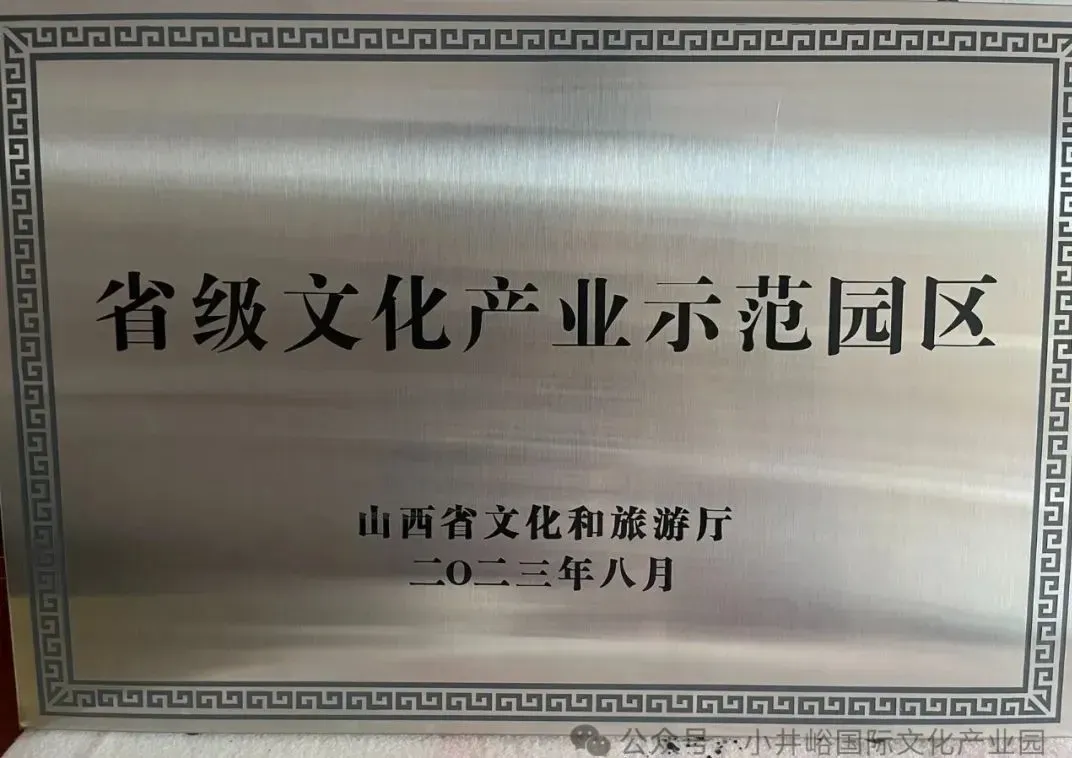 省级文化产业示范园区
山西省文化和旅游厅
二〇二三年八月
公众号·小井峪国际文化产业园